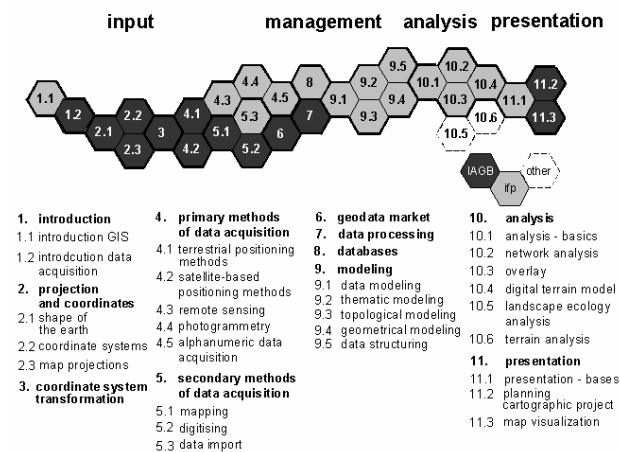 input management analysis presentation
1.1
1.2
2.1
2.2
2.3
3
4.1
4.2
4.3
5.1
4.4
5.3
5.2
4.5
6
8
7
9.1
9.2
9.3
9.5
9.4
10.1
10.2
10.3
10.5
10.4
10.6
11.1
11.2
11.3
IAGB
ifp
other
1. introduction
1.1 introduction GIS
1.2 introdcution data
acquisition
2. projection
and coordinates
2.1 shape of
the earth
2.2 coordinate systems
2.3 map projections
3. coordinate system
transformation
4. primary methods
of data acquisition
4.1 terrestrial positioning
methods
4.2 satellite-based
positioning methods
4.3 remote sensing
4.4 photogrammetry
4.5 alphanumeric data
acquisition
5. secondary methods
of data acquisition
5.1 mapping
5.2 digitising
5.3 data import
6. geodata market
7. data processing
8. databases
9. modeling
9.1 data modeling
9.2 thematic modeling
9.3 topological modeling
9.4 geometrical modeling
9.5 data structuring
10. analysis
10.1 analysis - basics
10.2 network analysis
10.3 overlay
10.4 digital terrain model
10.5 landscape ecology
analysis
10.6 terrain analysis
11. presentation
11.1 presentation - bases
11.2 planning
cartographic project
11.3 map visualization